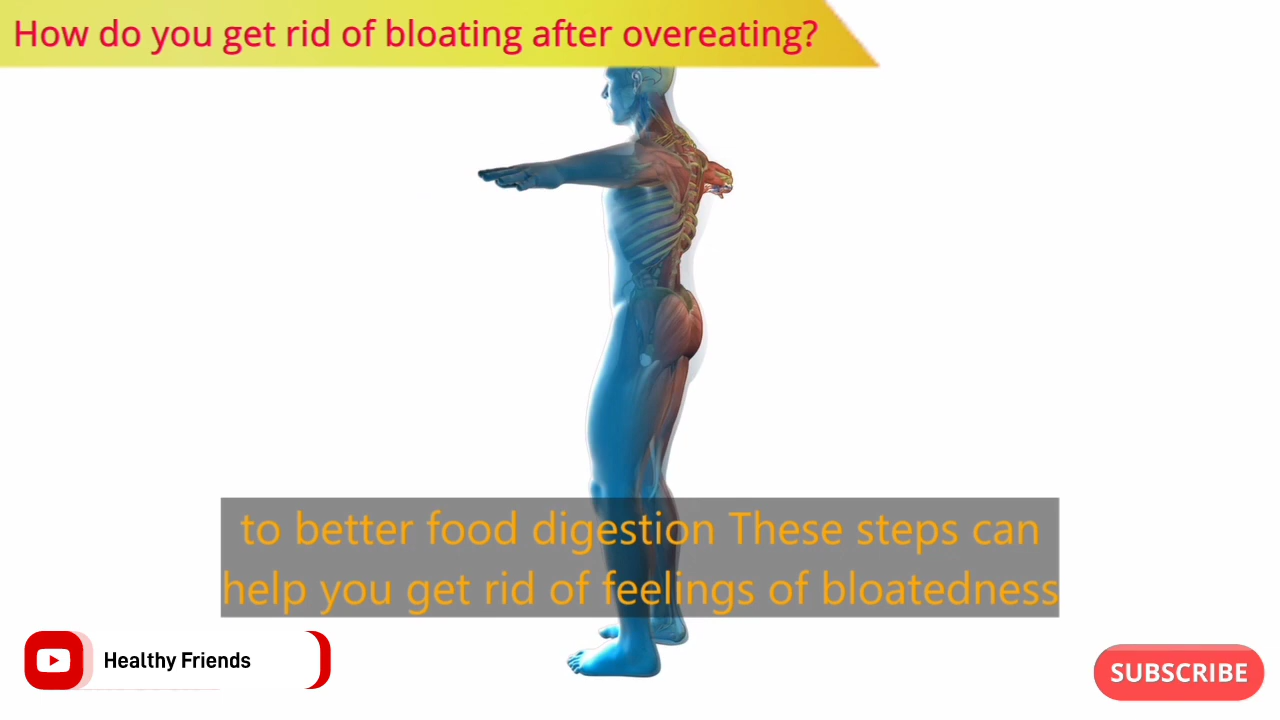 How do you get rid of bloating after overeating?
to better food digestion These steps can
help you get rid of feelings of bloatedness
Healthy Friends
SUBSCRIBE